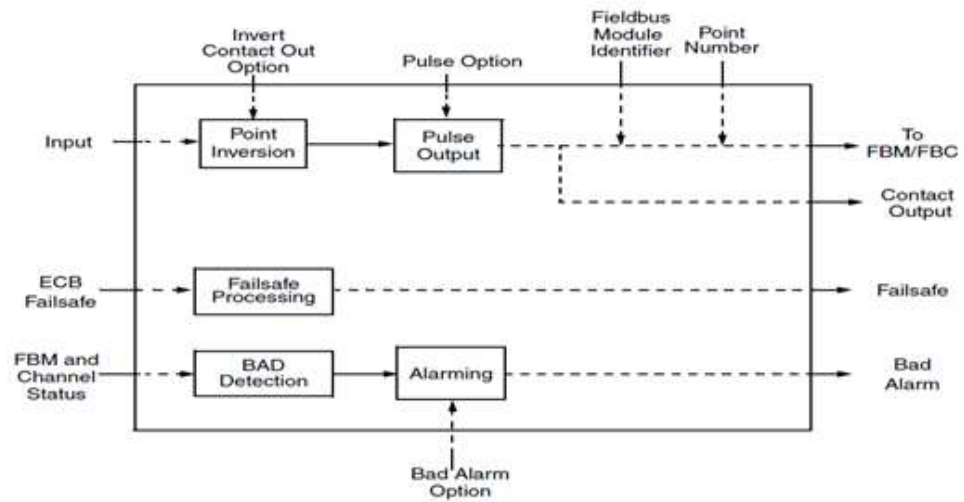 Invert
Contact Out
Option
Pulse Option
Fieldbus
Module
Identifier
Point
Number
Input
Point
Inversion
Pulse
Output
To
FBM/FBC
Contact
Output
ECB
Failsafe
Failsafe
Processing
Failsafe
FBM and
Channel
Status
BAD
Detection
Alarming
Bad
Alarm
Bad Alarm
Option